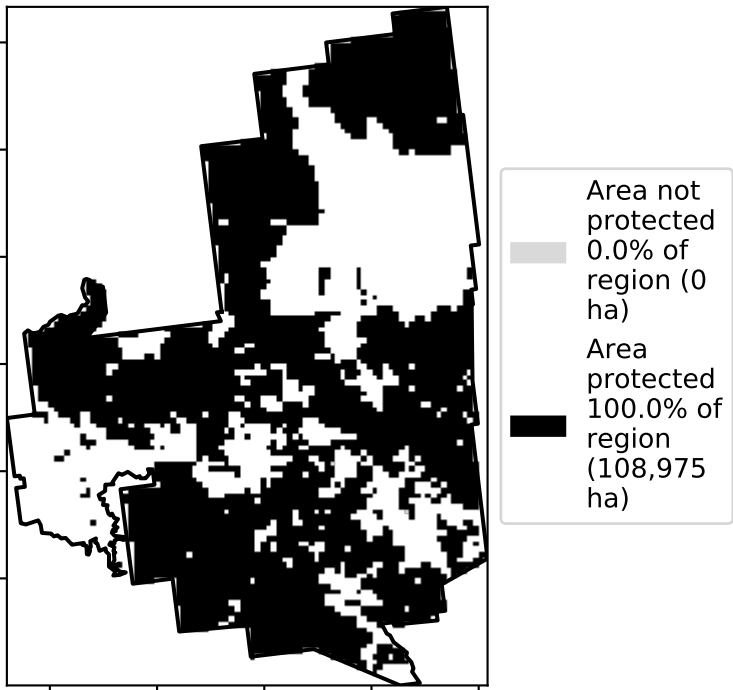 Area not
protected
0.0% of
region (0
ha)
Area
protected
100.0% of
region
(108,975
ha)